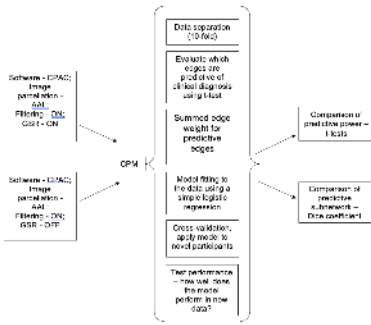 Software - CPAC;
Image
parcellation -
AAL;
Filtering - ON;
GSR - ON
Software - CPAC;
Image
parcellation -
AAL;
Filtering - ON;
GSR - OFF
CPM
Data separation
(10-fold)
Evaluate which
edges are
predictive of
clinical diagnosis
using t-test
Summed edge
weight for
predictive
edges
Model fitting to
the data using a
simple logistic
regression
Cross-validation,
apply model to
novel participants
Test performance
– how well does
the model
perform in new
data?
Comparison of
predictive power –
t-tests
Comparison of
predictive
subnetwork –
Dice coefficient